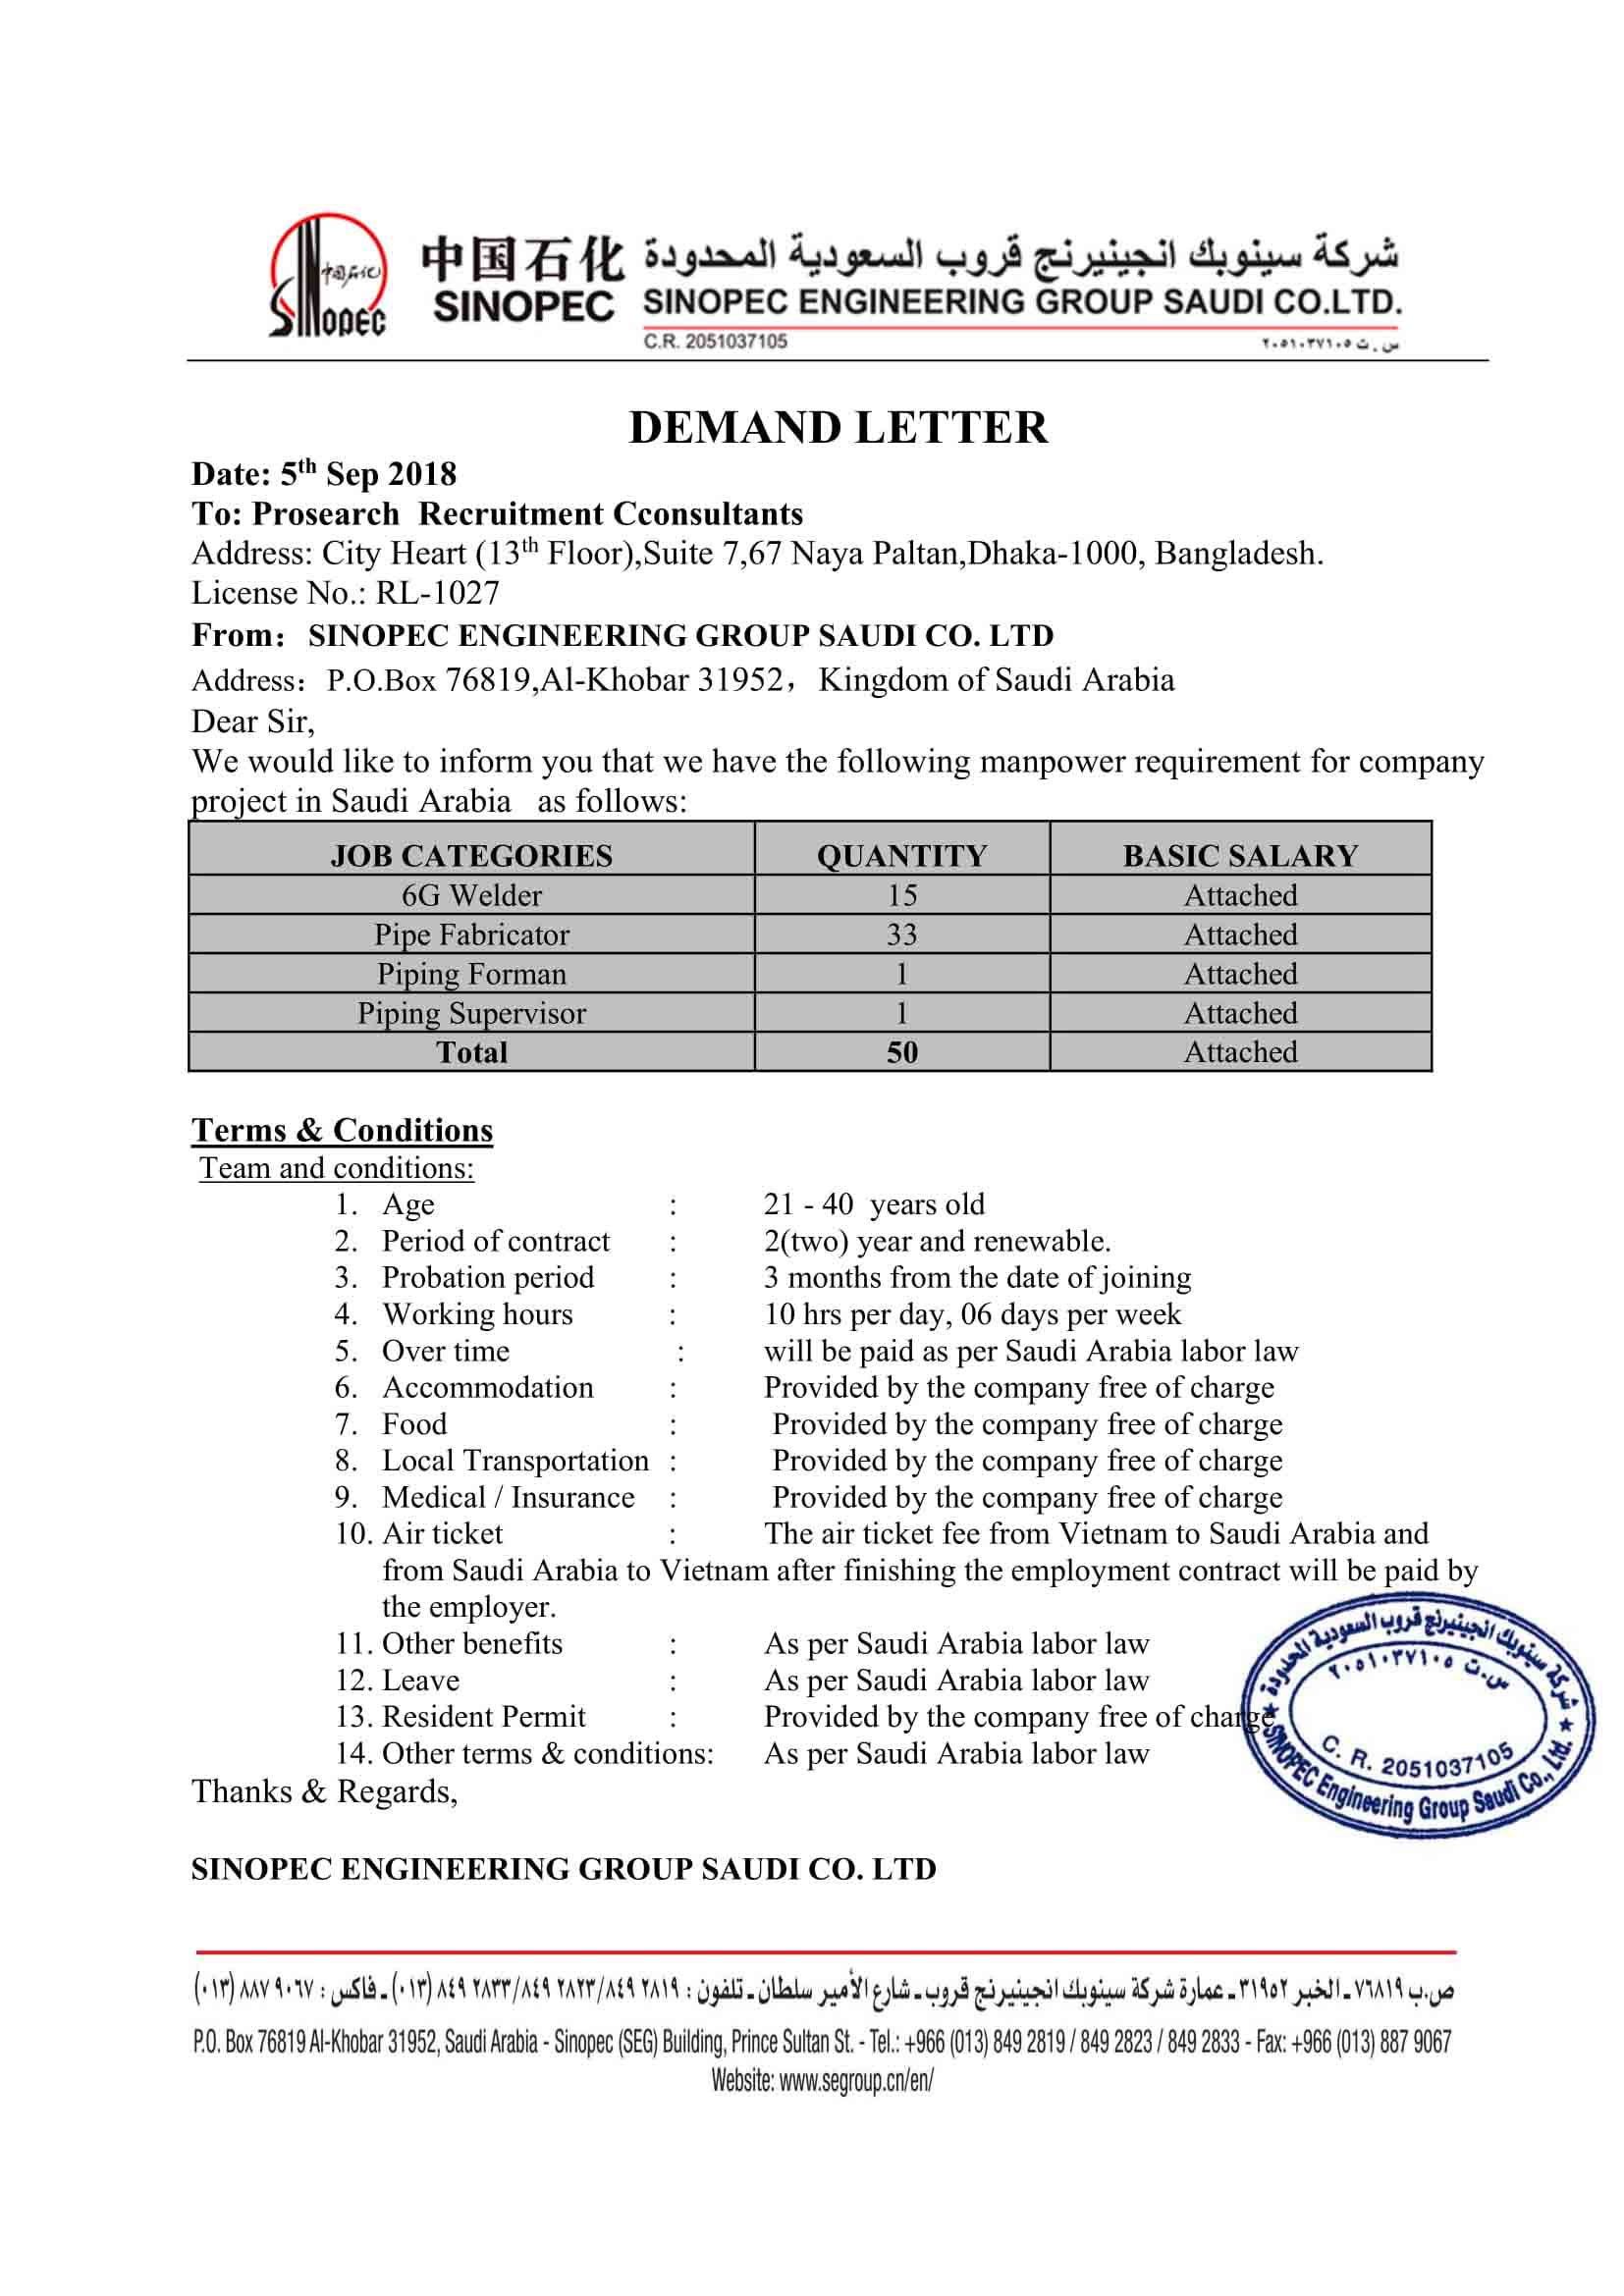 中国石化
SINOPEC
中国石化
SINOPEC
شركة سينوبك انجينيرنج قروب السعودية المحدودة
SINOPEC ENGINEERING GROUP SAUDI CO.LTD.
C.R. 2051037105
س . ت ٢٠٥١٠٣٧١٠٥
DEMAND LETTER
Date: 5th Sep 2018
To: Prosearch  Recruitment Cconsultants
Address: City Heart (13th Floor),Suite 7,67 Naya Paltan,Dhaka-1000, Bangladesh.
License No.: RL-1027
From：  SINOPEC ENGINEERING GROUP SAUDI CO. LTD
Address：P.O.Box 76819,Al-Khobar 31952，Kingdom of Saudi Arabia
Dear Sir,
We would like to inform you that we have the following manpower requirement for company
project in Saudi Arabia   as follows:
JOB CATEGORIES QUANTITY BASIC SALARY
6G Welder 15 Attached
Pipe Fabricator 33 Attached
Piping Forman 1 Attached
Piping Supervisor 1 Attached
Total 50 Attached
Terms & Conditions
Team and conditions:
1. Age : 21 - 40  years old
2. Period of contract : 2(two) year and renewable.
3. Probation period : 3 months from the date of joining
4. Working hours : 10 hrs per day, 06 days per week
5. Over time : will be paid as per Saudi Arabia labor law
6. Accommodation : Provided by the company free of charge
7. Food : Provided by the company free of charge
8. Local Transportation : Provided by the company free of charge
9. Medical / Insurance : Provided by the company free of charge
10. Air ticket : The air ticket fee from Vietnam to Saudi Arabia and
from Saudi Arabia to Vietnam after finishing the employment contract will be paid by
the employer.
11. Other benefits : As per Saudi Arabia labor law
12. Leave : As per Saudi Arabia labor law
13. Resident Permit : Provided by the company free of charge
14. Other terms & conditions: As per Saudi Arabia labor law
شركة سينوبك انجينيرنج قروب السعودية المحدودة
س.ت ٢٠٥١٠٣٧١٠٥
C. R. 2051037105
SINOPEC Engineering Group Saudi Co., Ltd.
Thanks & Regards,
SINOPEC ENGINEERING GROUP SAUDI CO. LTD
ص.ب ٧٦٨١٩ ـ الخبر ٣١٩٥٢ ـ عمارة شركة سينوبك انجينيرنج قروب ـ شارع الأمير سلطان ـ تلفون : ٢٨١٩ ٨٤٩/٢٨٢٣ ٨٤٩/٢٨٣٣ ٨٤٩ (٠١٣) ـ فاكس : ٩٠٦٧ ٨٨٧ (٠١٣)
P.O. Box 76819 Al-Khobar 31952, Saudi Arabia - Sinopec (SEG) Building, Prince Sultan St. - Tel.: +966 (013) 849 2819 / 849 2823 / 849 2833 - Fax: +966 (013) 887 9067
Website: www.segroup.cn/en/